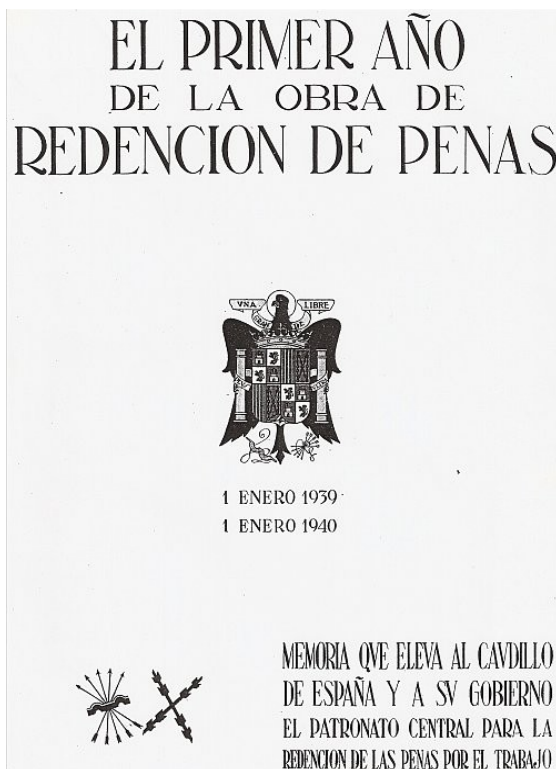 EL PRIMER AÑO
DE LA OBRA DE
REDENCION DE PENAS
VNA
LIBRE
1 ENERO 1939
1 ENERO 1940
MEMORIA QVE ELEVA AL CAVDILLO
DE ESPAÑA Y A SV GOBIERNO
EL PATRONATO CENTRAL PARA LA
REDENCION DE LAS PENAS POR EL TRABAJO